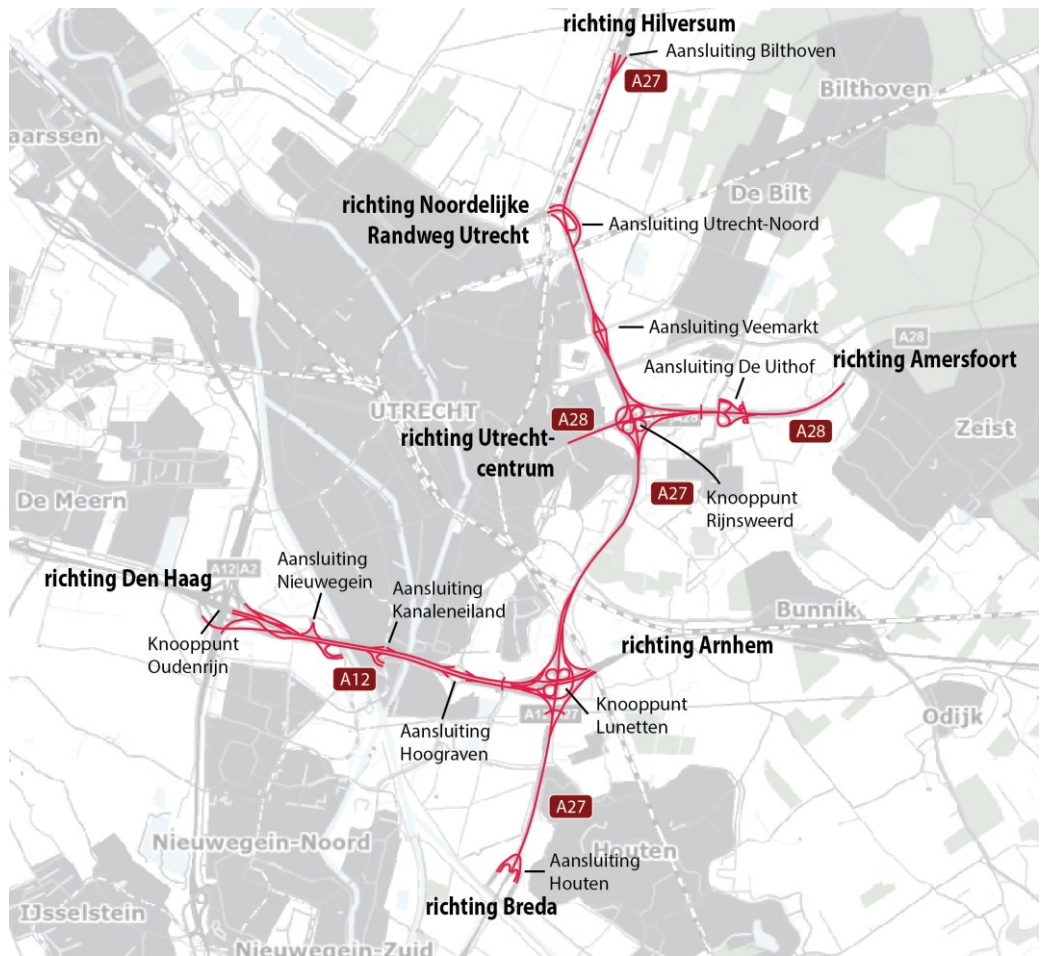 richting Hilversum
Aansluiting Bilthoven
A27
Bilthoven
aarssen
De Bilt
richting Noordelijke
Randweg Utrecht
Aansluiting Utrecht-Noord
Aansluiting Veemarkt
A28
richting Amersfoort
Aansluiting De Uithof
UTRECHT
A28
richting Utrecht-
centrum
A28
Zeist
De Meern
A27
Knooppunt
Rijnsweerd
A12|A2
richting Den Haag
Aansluiting
Nieuwegein
Aansluiting
Kanaleneiland
Bunnik
Knooppunt
Oudenrijn
richting Arnhem
A12
Knooppunt
Lunetten
Aansluiting
Hoograven
Odijk
A27
Nieuwegein-Noord
Houten
Aansluiting
Houten
richting Breda
IJsselstein
Nieuwegein-Zuid